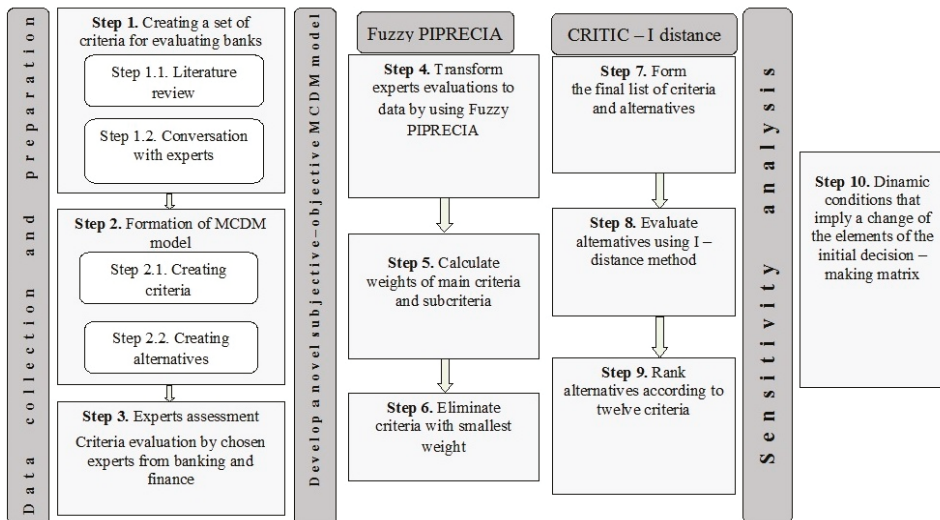 Data collection and preparation
Step 1. Creating a set of
criteria for evaluating banks
Step 1.1. Literature
review
Step 1.2. Conversation
with experts
Step 2. Formation of MCDM
model
Step 2.1. Creating
criteria
Step 2.2. Creating
alternatives
Step 3. Experts assessment
Criteria evaluation by chosen
experts from banking and
finance
Develop a novel subjective–objective MCDM model
Fuzzy PIPRECIA
Step 4. Transform
experts evaluations to
data by using Fuzzy
PIPRECIA
Step 5. Calculate
weights of main criteria
and subcriteria
Step 6. Eliminate
criteria with smallest
weight
CRITIC – I distance
Step 7. Form
the final list of criteria
and alternatives
Step 8. Evaluate
alternatives using I –
distance method
Step 9. Rank
alternatives according to
twelve criteria
Sensitivity analysis
Step 10. Dinamic
conditions that
imply a change of
the elements of the
initial decision –
making matrix